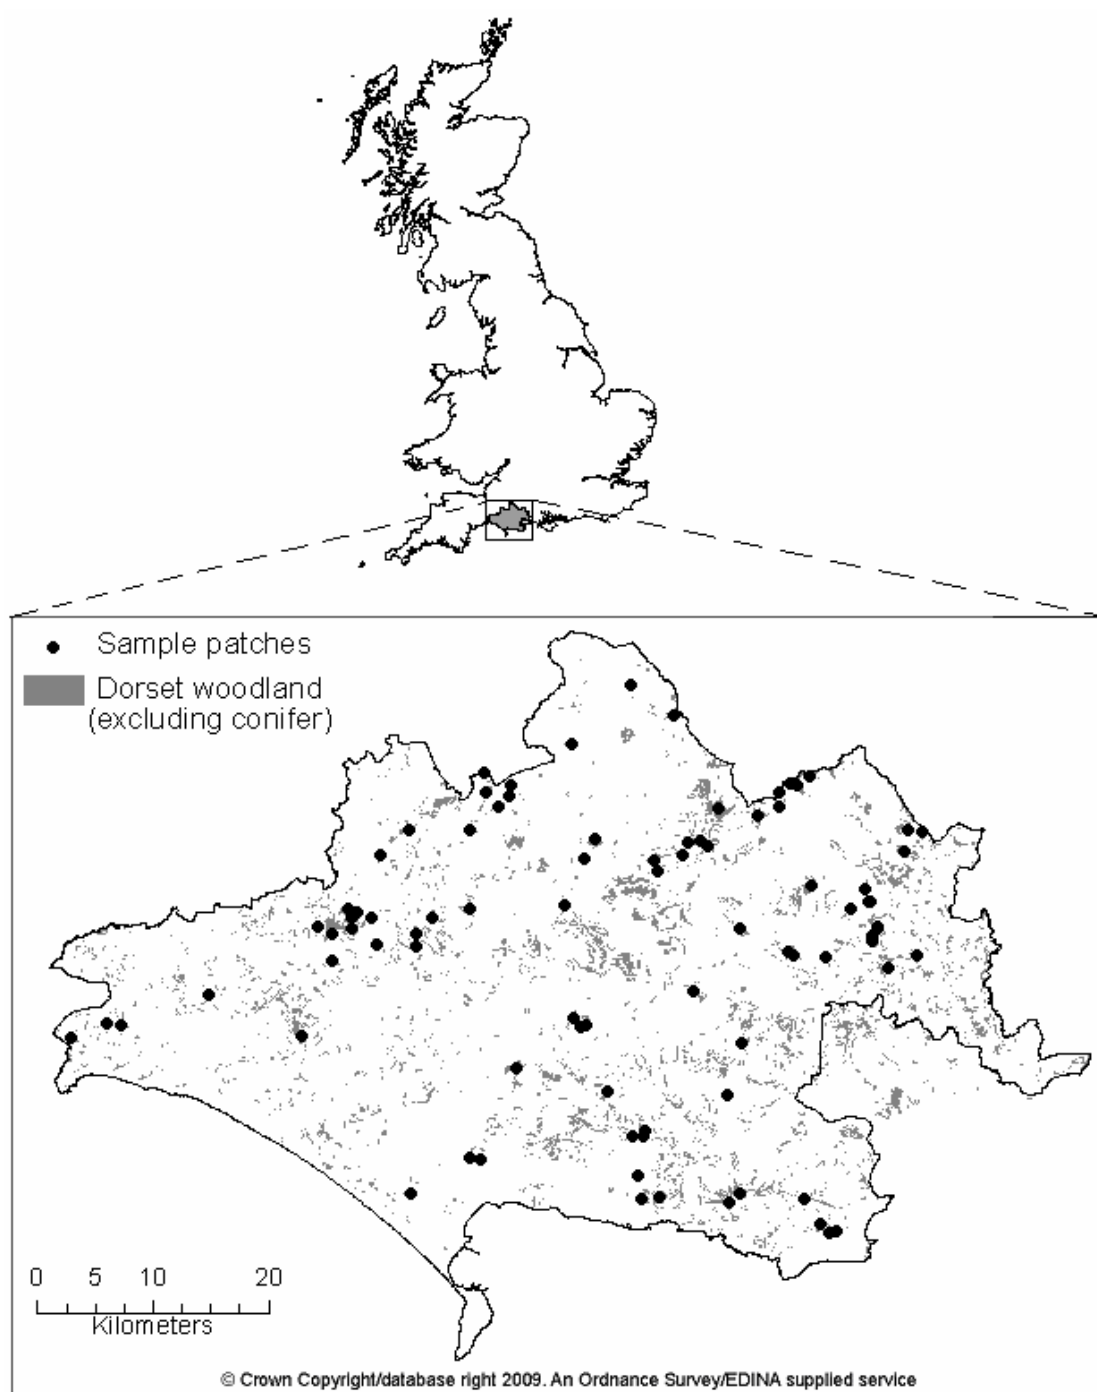 Sample patches
Dorset woodland
(excluding conifer)
0 5 10 20
Kilometers
© Crown Copyright/database right 2009. An Ordnance Survey/EDINA supplied service